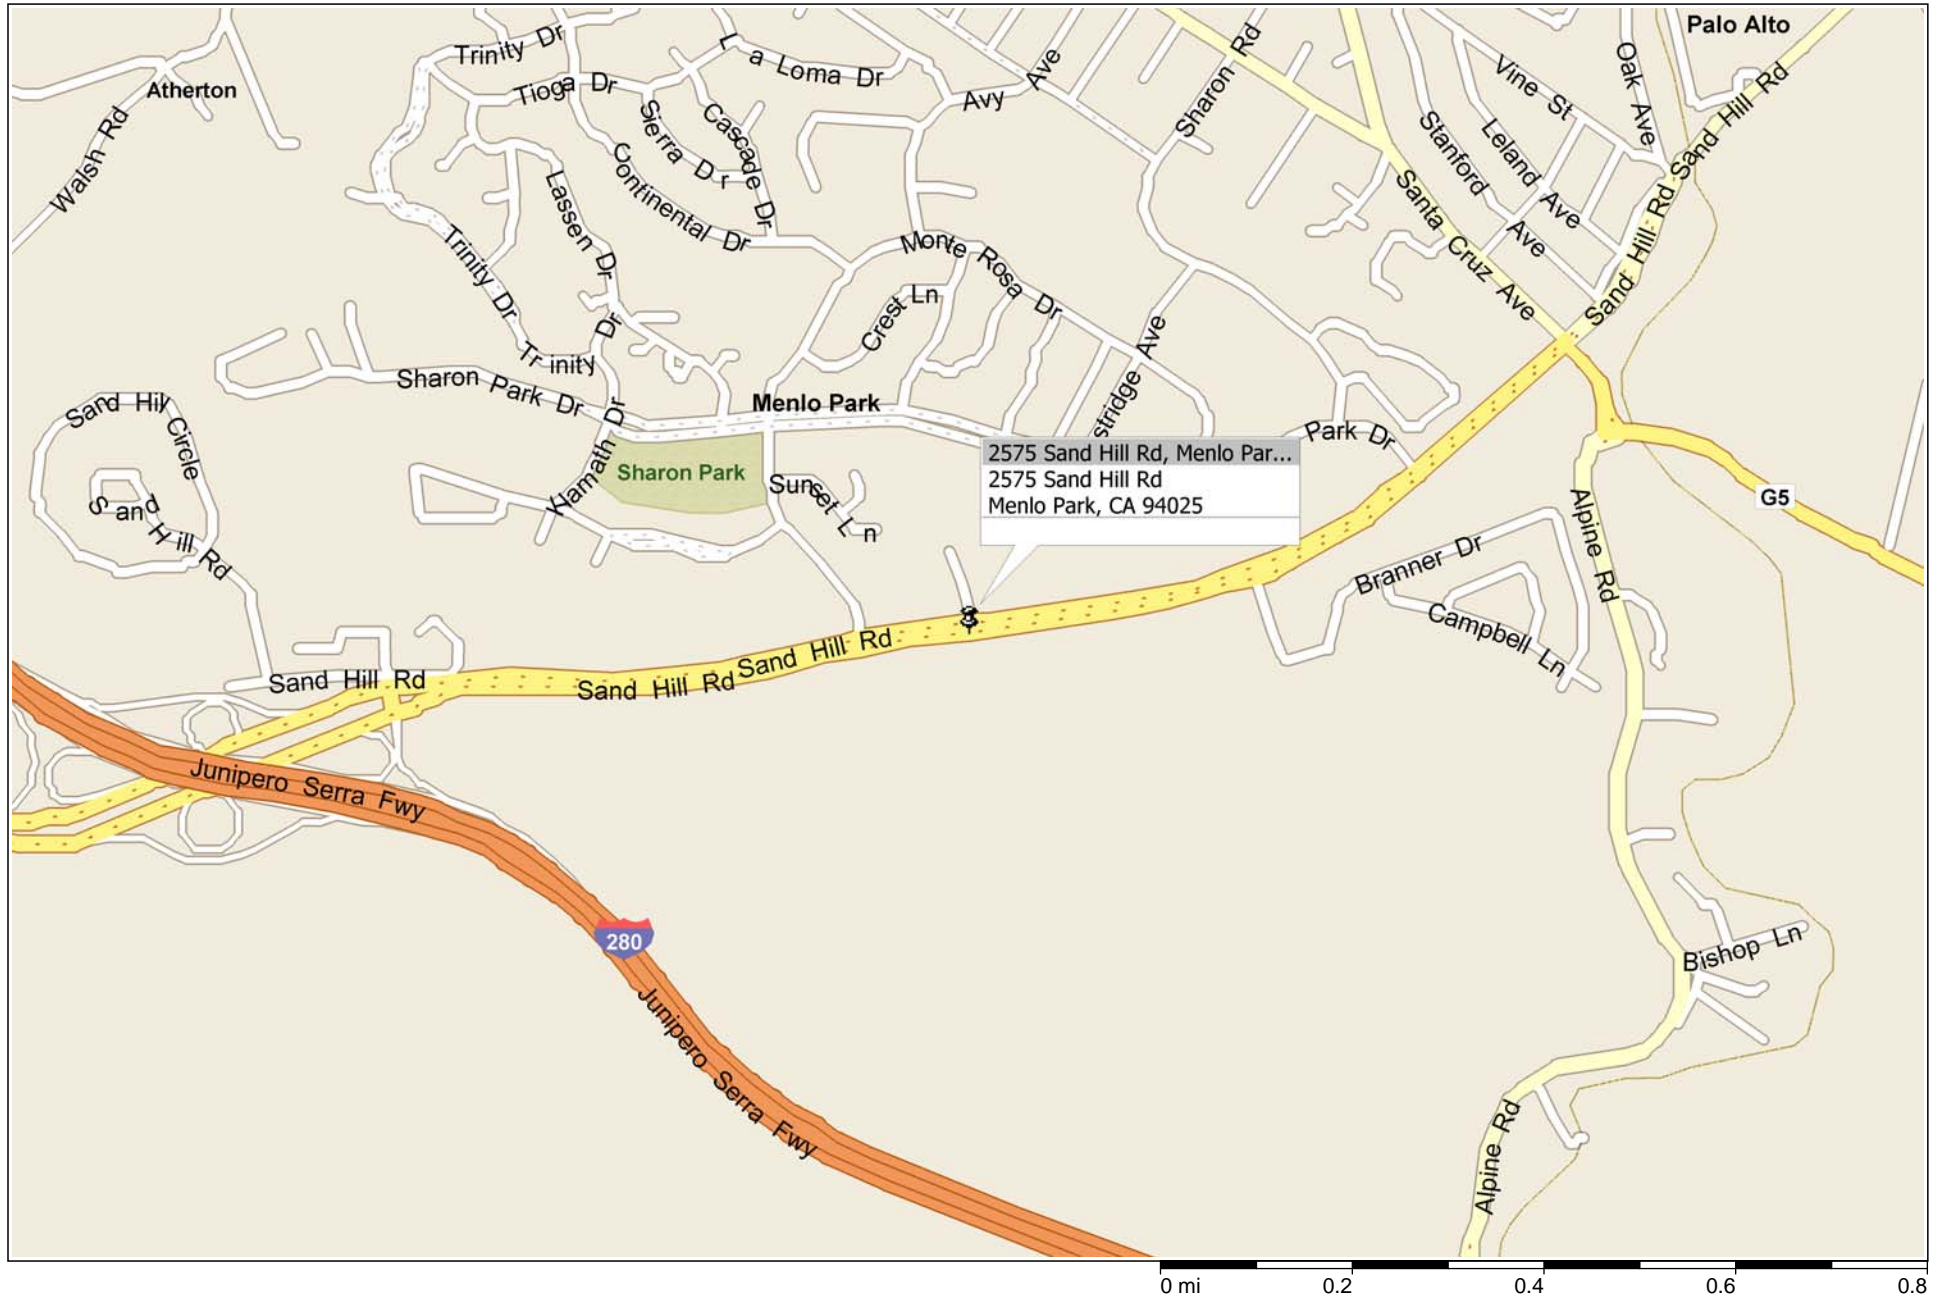 Palo Alto
Trinity Dr
La Loma Dr
Avy Ave
Sharon Rd
Vine St
Oak Ave
Sand Hill Rd
Atherton
Tioga Dr
Walsh Rd
Sierra Dr
Cascade Dr
Continental Dr
Lassen Dr
Stanford Ave
Leland Ave
Santa Cruz Ave
Sand Hill Rd
Trinity Dr
Monte Rosa Dr
Crest Ln
Sand Hill Rd
Trinity Dr
Sharon Park Dr
stridge Ave
Menlo Park
Sand Hill Circle
Klamath Dr
Park Dr
2575 Sand Hill Rd, Menlo Par...
2575 Sand Hill Rd
Menlo Park, CA 94025
Sharon Park
Sunset Ln
G5
Sand Hill Rd
Alpine Rd
Branner Dr
Campbell Ln
Sand Hill Rd
Sand Hill Rd
Sand Hill Rd
Junipero Serra Fwy
280
Bishop Ln
Junipero Serra Fwy
Alpine Rd
0 mi 0.2 0.4 0.6 0.8